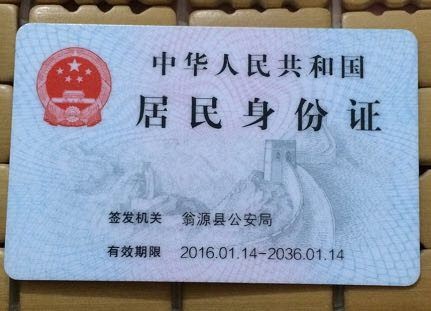 中华人民共和国
居民身份证
签发机关 翁源县公安局
有效期限 2016.01.14-2036.01.14